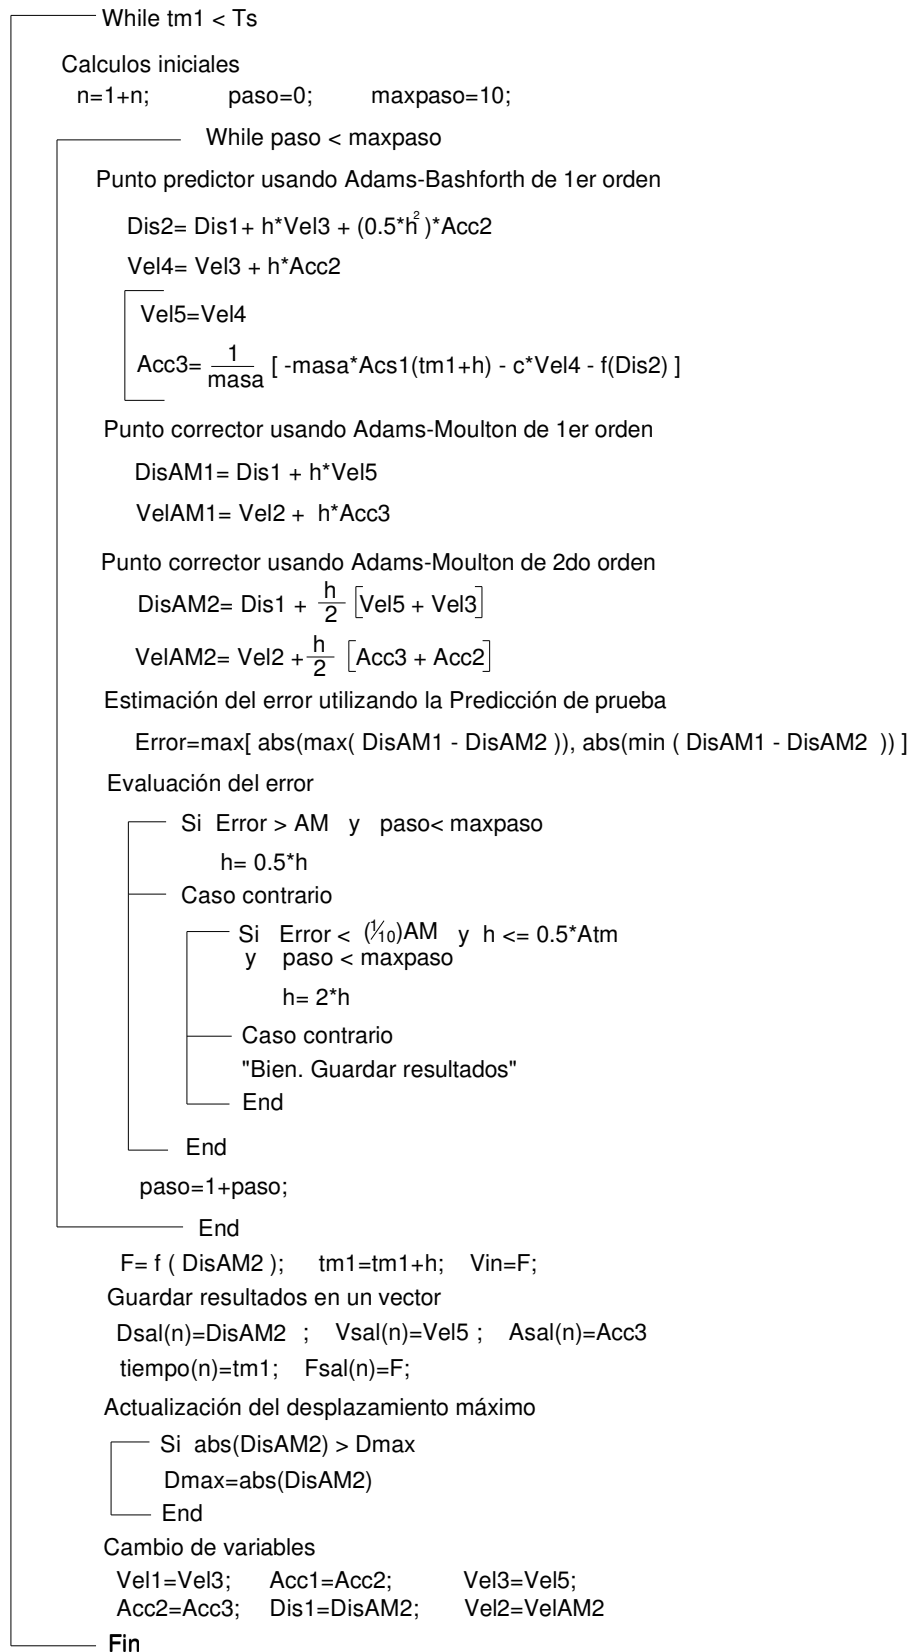 While tm1 < Ts
Calculos iniciales
n=1+n; paso=0; maxpaso=10;
While paso < maxpaso
Punto predictor usando Adams-Bashforth de 1er orden
Dis2= Dis1+ h*Vel3 + (0.5*h²)*Acc2
Vel4= Vel3 + h*Acc2
Vel5=Vel4
Acc3= 1/masa [ -masa*Acs1(tm1+h) - c*Vel4 - f(Dis2) ]
Punto corrector usando Adams-Moulton de 1er orden
DisAM1= Dis1 + h*Vel5
VelAM1= Vel2 + h*Acc3
Punto corrector usando Adams-Moulton de 2do orden
DisAM2= Dis1 + h/2 [Vel5 + Vel3]
VelAM2= Vel2 + h/2 [Acc3 + Acc2]
Estimación del error utilizando la Predicción de prueba
Error=max[ abs(max( DisAM1 - DisAM2 )), abs(min ( DisAM1 - DisAM2 )) ]
Evaluación del error
Si Error > AM y paso< maxpaso
h= 0.5*h
Caso contrario
Si Error < (1/10)AM y h <= 0.5*Atm
y paso < maxpaso
h= 2*h
Caso contrario
"Bien. Guardar resultados"
End
End
paso=1+paso;
End
F= f ( DisAM2 ); tm1=tm1+h; Vin=F;
Guardar resultados en un vector
Dsal(n)=DisAM2 ; Vsal(n)=Vel5 ; Asal(n)=Acc3
tiempo(n)=tm1; Fsal(n)=F;
Actualización del desplazamiento máximo
Si abs(DisAM2) > Dmax
Dmax=abs(DisAM2)
End
Cambio de variables
Vel1=Vel3; Acc1=Acc2; Vel3=Vel5;
Acc2=Acc3; Dis1=DisAM2; Vel2=VelAM2
Fin